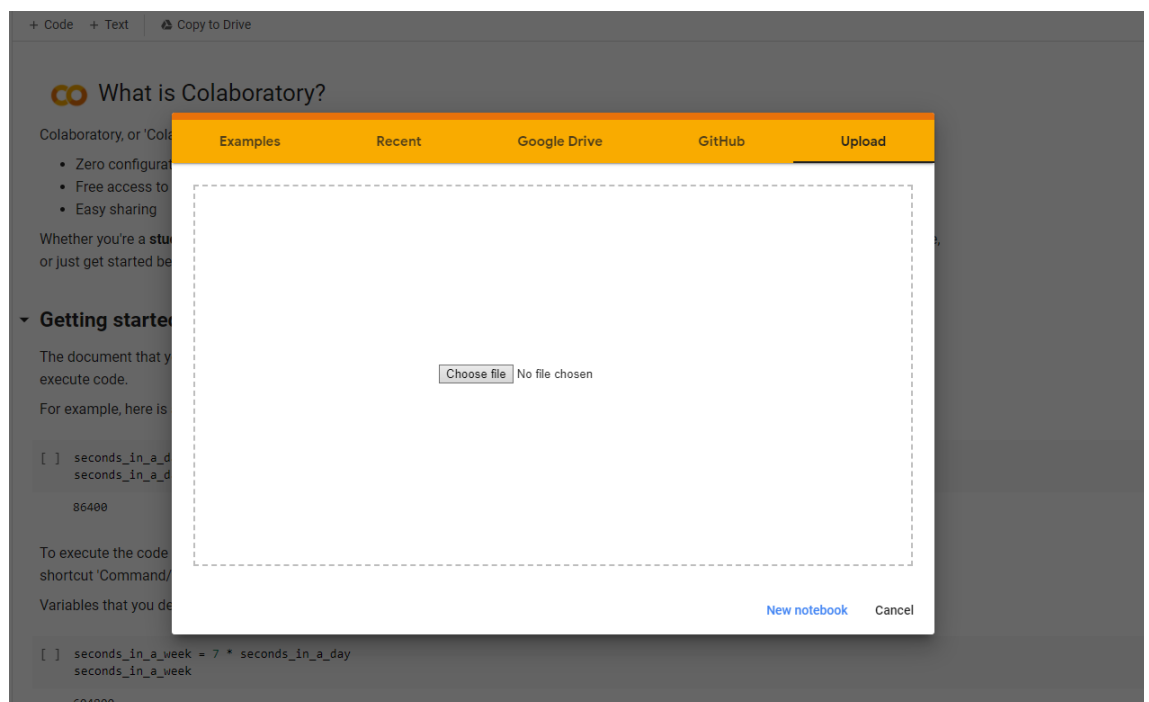 + Code + Text Copy to Drive
What is Colaboratory?
Colaboratory, or 'Cola
Examples Recent Google Drive GitHub Upload
• Zero configurat
• Free access to
• Easy sharing
Whether you're a stu
or just get started be
Getting starte
The document that y
execute code.
For example, here is
Choose file No file chosen
[ ] seconds_in_a_d
seconds_in_a_d
86400
To execute the code
shortcut 'Command/
Variables that you de
New notebook Cancel
[ ] seconds_in_a_week = 7 * seconds_in_a_day
seconds_in_a_week